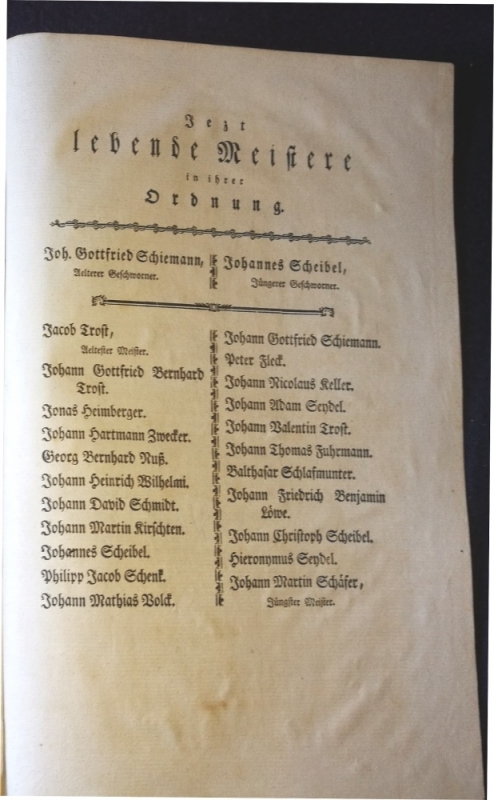 Jezt
lebende Meistere
in ihrer
Ordnung.
Joh. Gottfried Schiemann,
Aelterer Geschworner.
Johannes Scheibel,
Jüngerer Geschworner.
Jacob Trost,
Aeltester Meister.
Johann Gottfried Bernhard
Trost.
Jonas Heimberger.
Johann Hartmann Zwecker.
Georg Bernhard Nuß.
Johann Heinrich Wilhelmi.
Johann David Schmidt.
Johann Martin Kirschten.
Johannes Scheibel.
Philipp Jacob Schenk.
Johann Mathias Volck.
Johann Gottfried Schiemann.
Peter Fleck.
Johann Nicolaus Keller.
Johann Adam Seydel.
Johann Valentin Trost.
Johann Thomas Fuhrmann.
Balthasar Schlafmunter.
Johann Friedrich Benjamin
Löwe.
Johann Christoph Scheibel.
Hieronymus Seydel.
Johann Martin Schäfer,
Jüngster Meister.